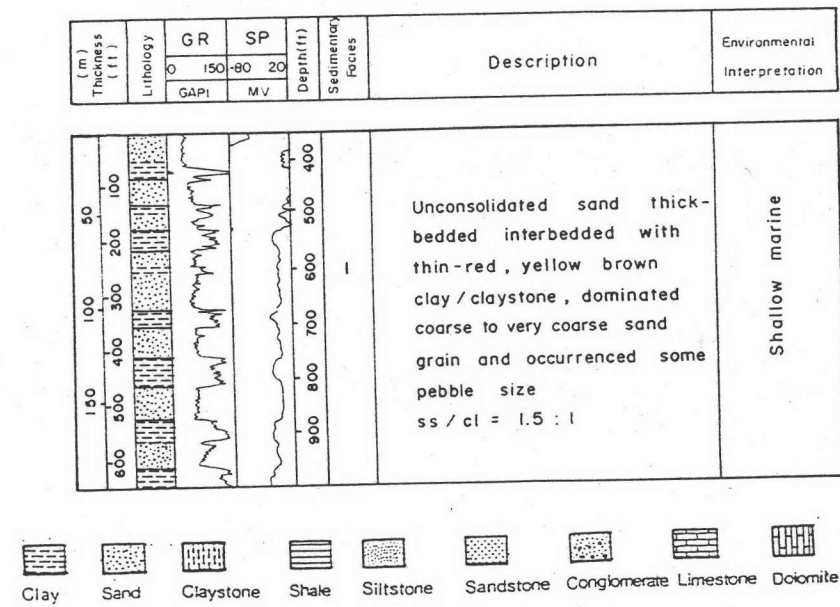 (m)
Thickness
(ft)
Lithology
GR
0 150
GAPI
SP
-80 20
MV
Depth(ft)
Sedimentary
Facies
Description
Environmental
Interpretation
50
100
150
100
200
300
400
500
600
400
500
600
700
800
900
1
Unconsolidated sand thick-
bedded interbedded with
thin-red, yellow brown
clay/claystone, dominated
coarse to very coarse sand
grain and occurrenced some
pebble size
ss/cl = 1.5 : 1
Shallow marine
Clay Sand Claystone Shale Siltstone Sandstone Conglomerate Limestone Dolomite